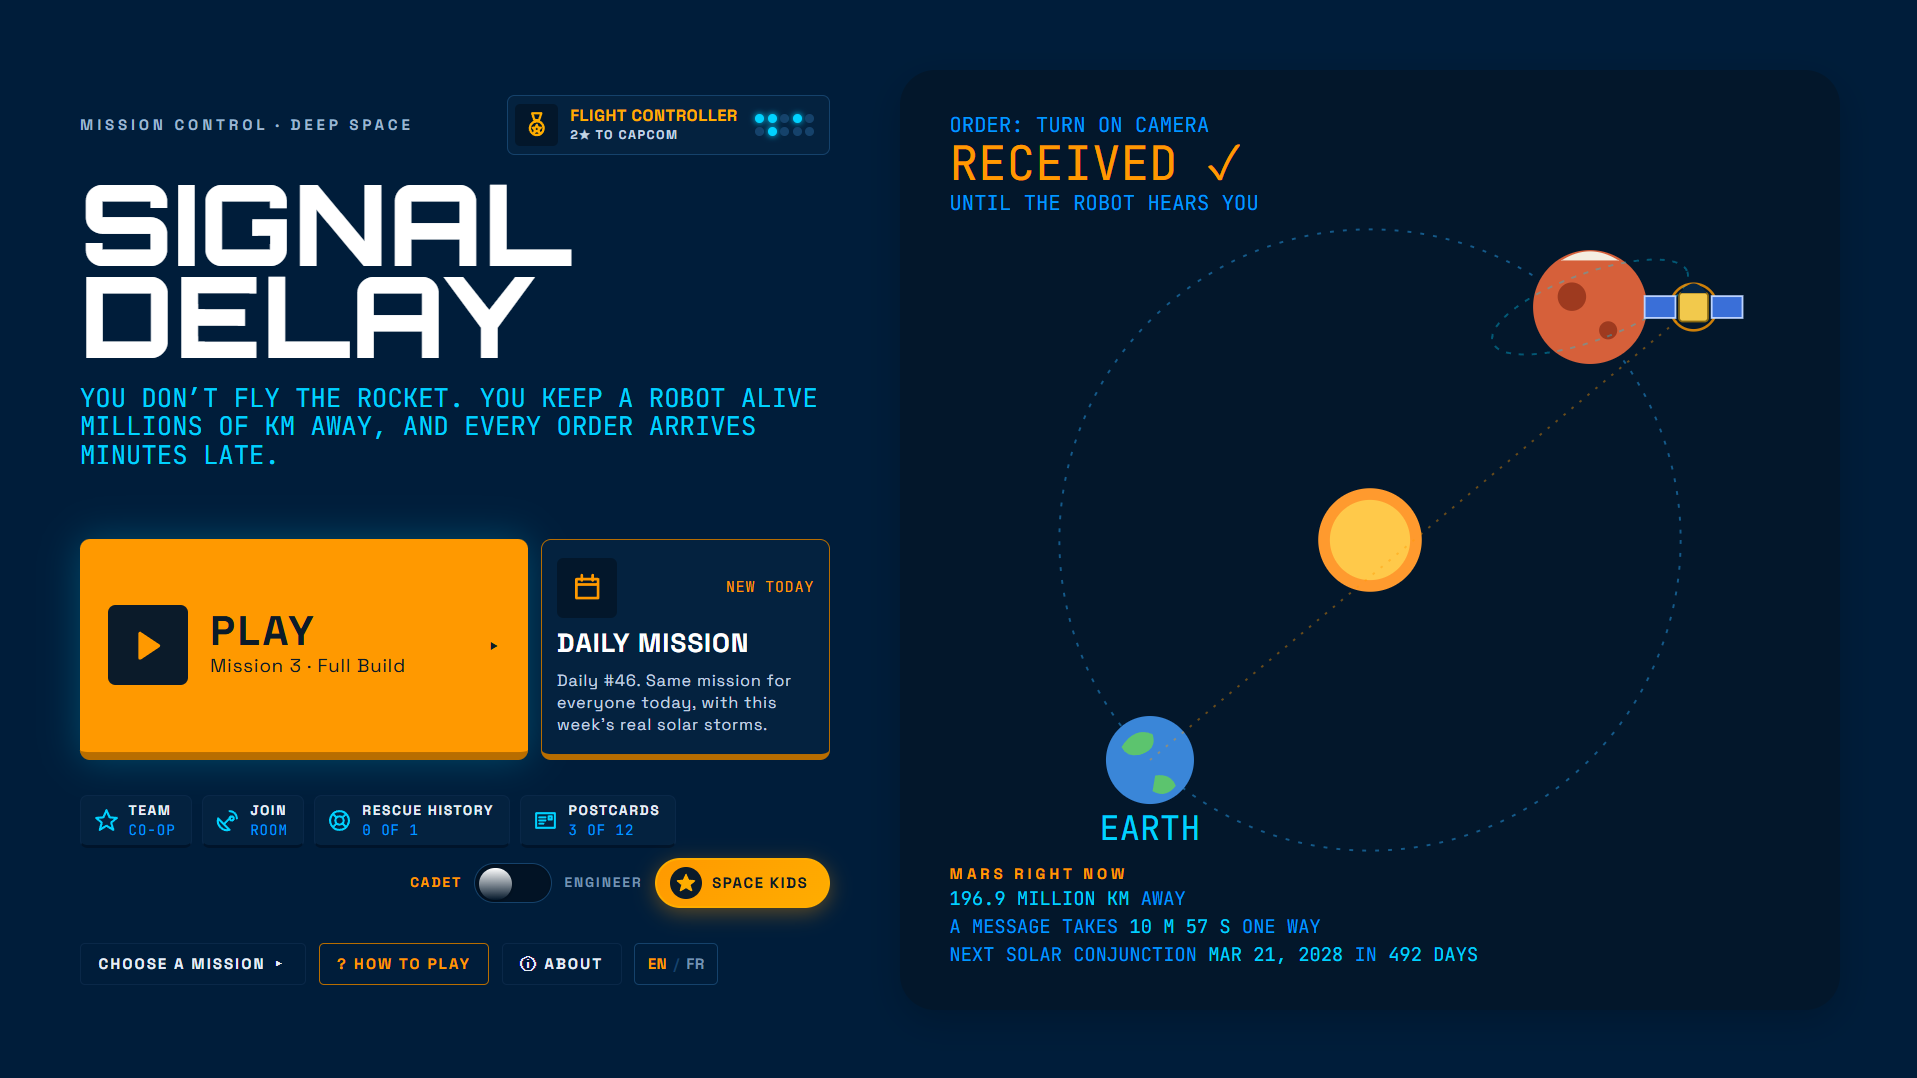 MISSION CONTROL · DEEP SPACE
FLIGHT CONTROLLER
2★ TO CAPCOM
SIGNAL
DELAY
YOU DON’T FLY THE ROCKET. YOU KEEP A ROBOT ALIVE
MILLIONS OF KM AWAY, AND EVERY ORDER ARRIVES
MINUTES LATE.
PLAY
Mission 3 · Full Build
NEW TODAY
DAILY MISSION
Daily #46. Same mission for
everyone today, with this
week’s real solar storms.
TEAM
CO-OP
JOIN
ROOM
RESCUE HISTORY
0 OF 1
POSTCARDS
3 OF 12
CADET
ENGINEER
SPACE KIDS
CHOOSE A MISSION ▸
? HOW TO PLAY
ABOUT
EN / FR
ORDER: TURN ON CAMERA
RECEIVED ✓
UNTIL THE ROBOT HEARS YOU
EARTH
MARS RIGHT NOW
196.9 MILLION KM AWAY
A MESSAGE TAKES 10 M 57 S ONE WAY
NEXT SOLAR CONJUNCTION MAR 21, 2028 IN 492 DAYS